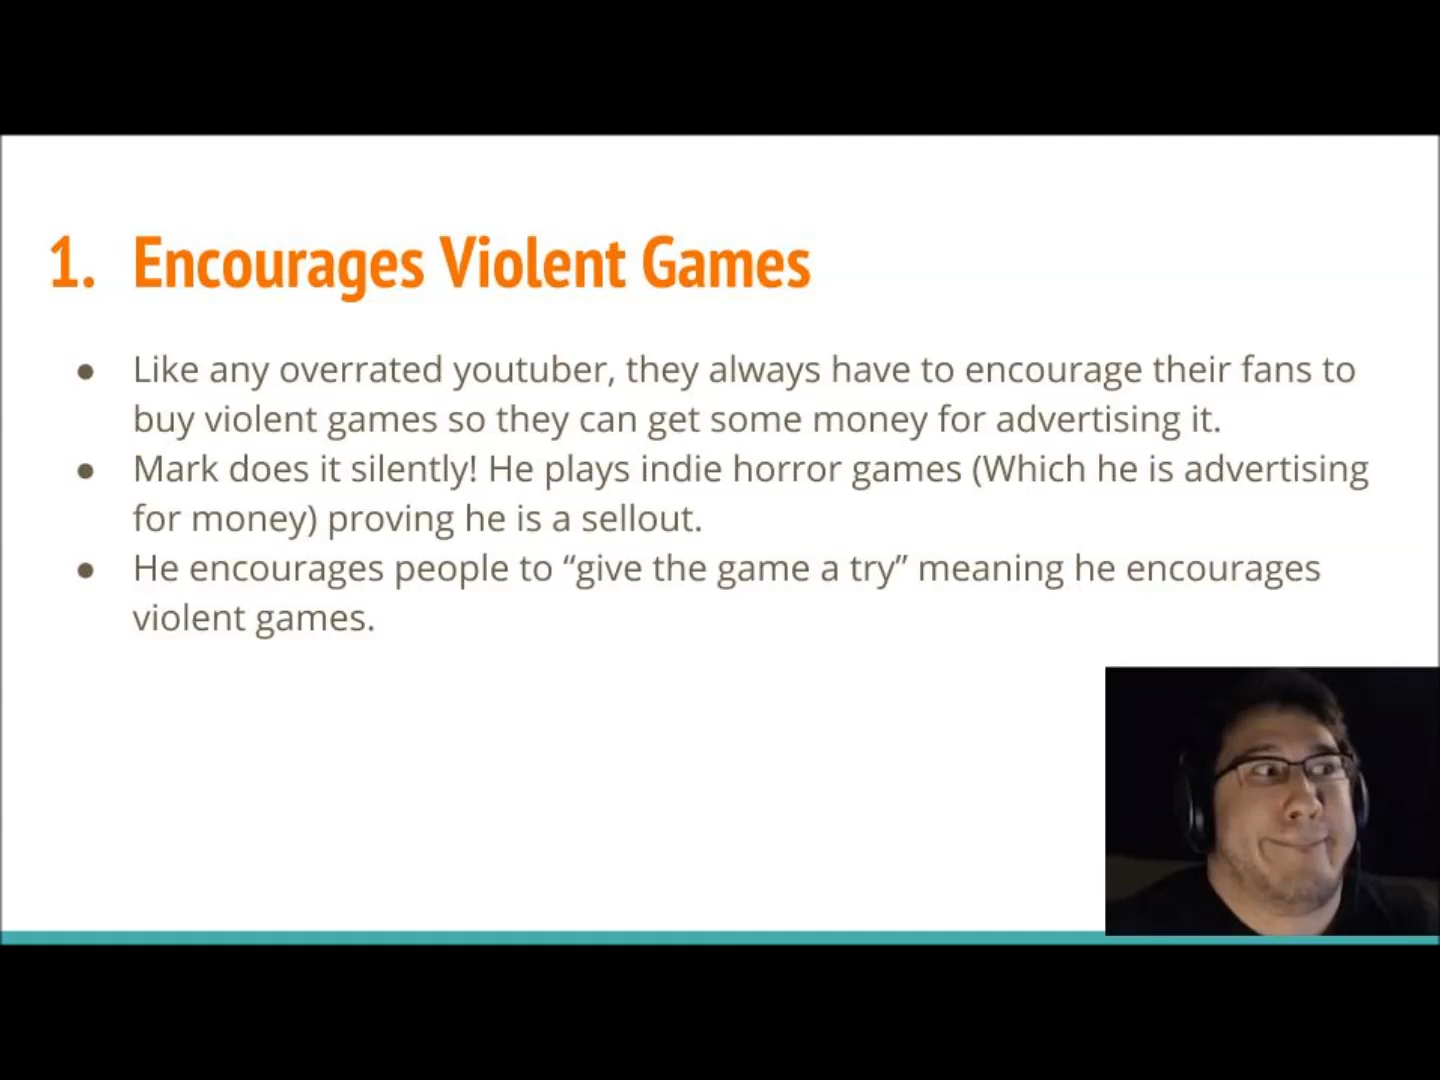 1. Encourages Violent Games
● Like any overrated youtuber, they always have to encourage their fans to
buy violent games so they can get some money for advertising it.
● Mark does it silently! He plays indie horror games (Which he is advertising
for money) proving he is a sellout.
● He encourages people to “give the game a try” meaning he encourages
violent games.